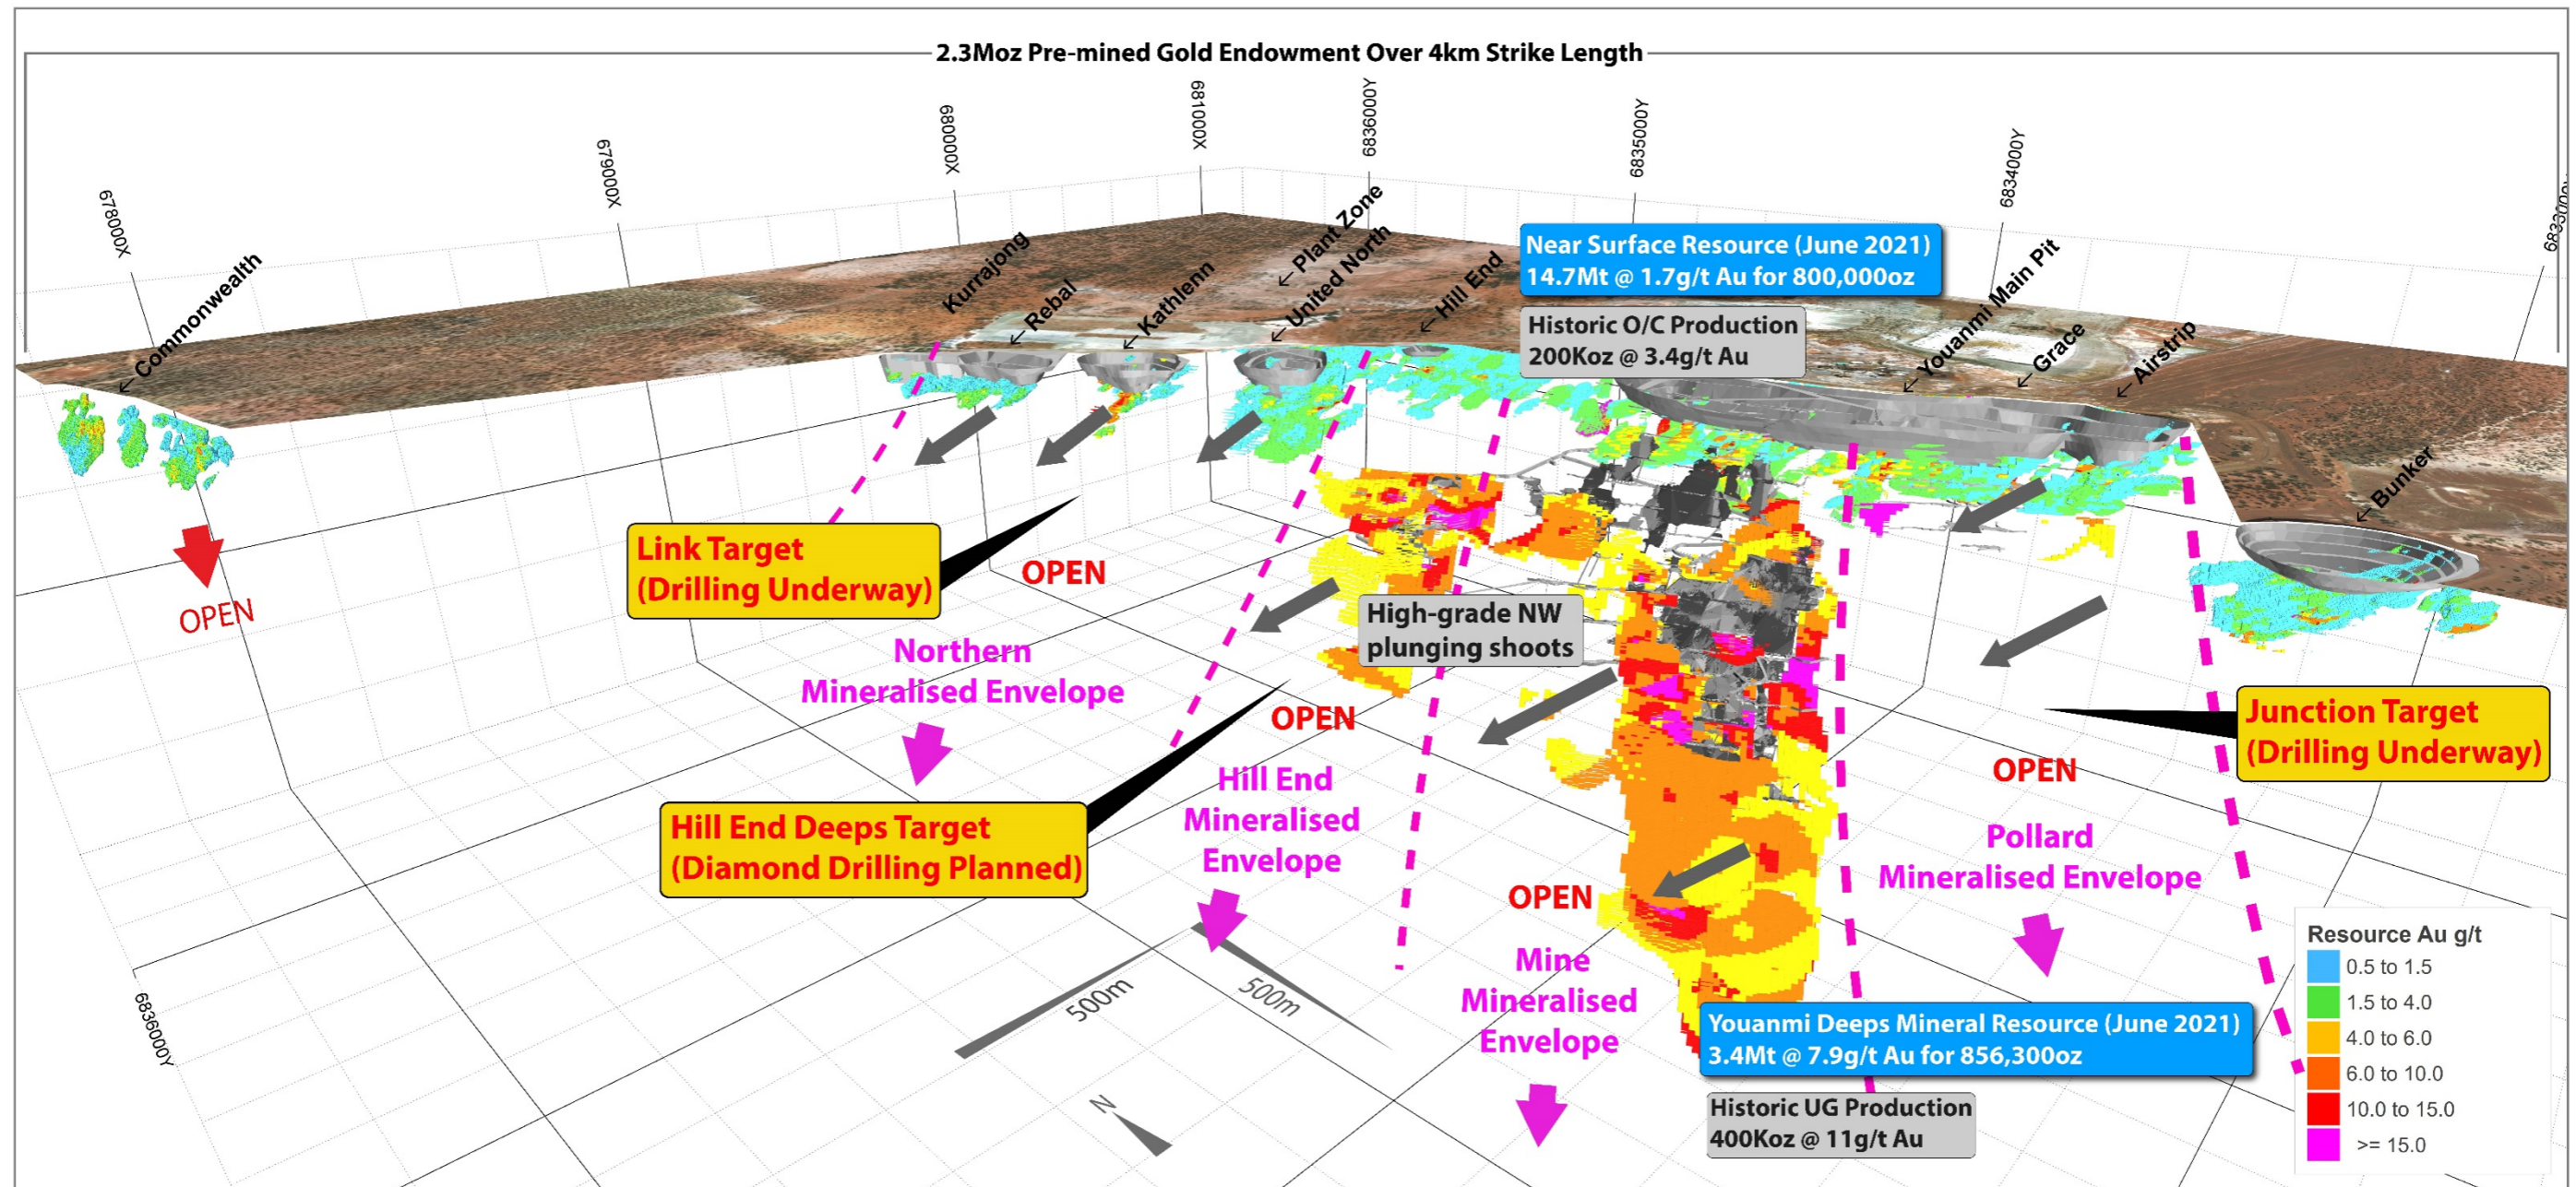 2.3Moz Pre-mined Gold Endowment Over 4km Strike Length
678000X
679000X
680000X
681000X
6836000Y
6835000Y
6834000Y
Commonwealth
Kurrajong
Rebal
Kathlenn
Plant Zone
United North
Hill End
Near Surface Resource (June 2021)
14.7Mt @ 1.7g/t Au for 800,000oz
Historic O/C Production
200Koz @ 3.4g/t Au
Youanmi Main Pit
Grace
Airstrip
Bunker
OPEN
Link Target
(Drilling Underway)
OPEN
Northern
Mineralised Envelope
High-grade NW
plunging shoots
OPEN
Hill End Deeps Target
(Diamond Drilling Planned)
Hill End
Mineralised
Envelope
OPEN
Mine
Mineralised
Envelope
Junction Target
(Drilling Underway)
OPEN
Pollard
Mineralised Envelope
6836000Y
500m
500m
N
Youanmi Deeps Mineral Resource (June 2021)
3.4Mt @ 7.9g/t Au for 856,300oz
Historic UG Production
400Koz @ 11g/t Au
Resource Au g/t
0.5 to 1.5
1.5 to 4.0
4.0 to 6.0
6.0 to 10.0
10.0 to 15.0
>= 15.0